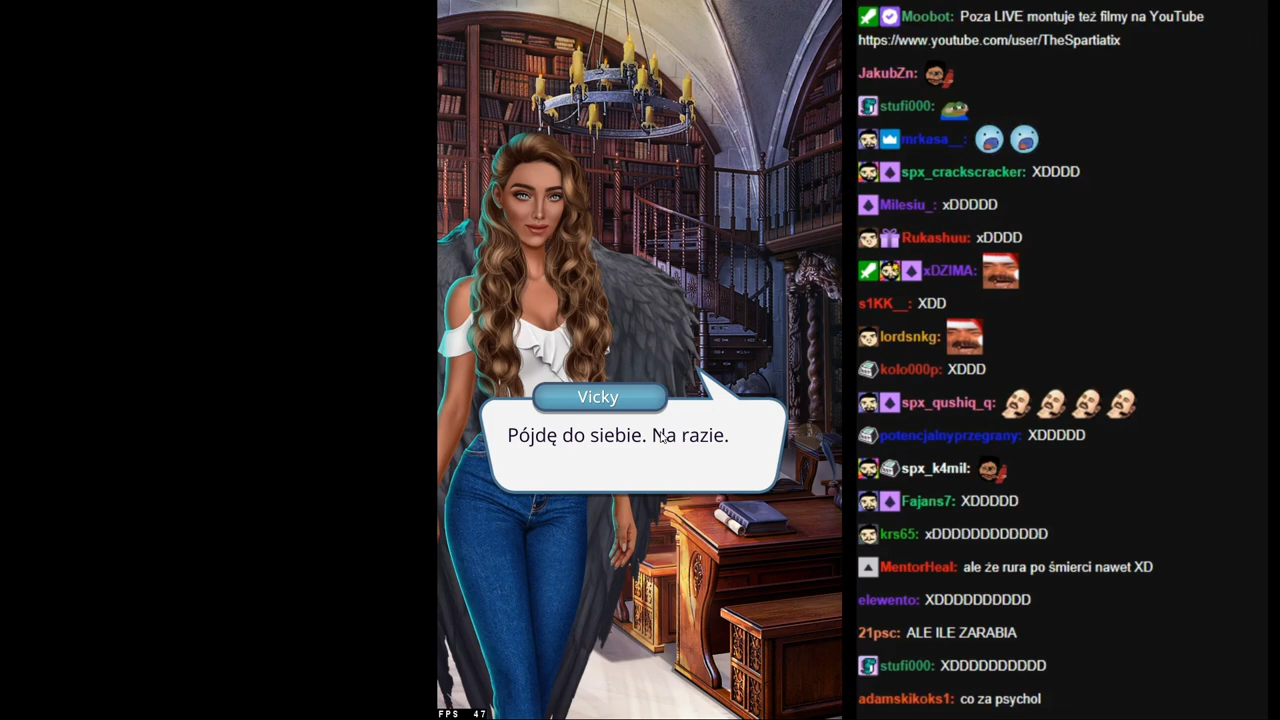 Vicky
Pójdę do siebie. Na razie.
FPS 47
Moobot: Poza LIVE montuje też filmy na YouTube
https://www.youtube.com/user/TheSpartiatix
JakubZn:
stufi000:
mrkasa__:
spx_crackscracker: XDDDD
Milesiu_: xDDDDD
Rukashuu: xDDDD
xDZIMA:
s1KK__: XDD
lordsnkg:
kolo000p: XDDD
spx_qushiq_q:
potencjalnyprzegrany: XDDDDD
spx_k4mil:
Fajans7: XDDDDD
krs65: xDDDDDDDDDDDD
MentorHeal: ale że rura po śmierci nawet XD
elewento: XDDDDDDDDDD
21psc: ALE ILE ZARABIA
stufi000: XDDDDDDDDDD
adamskikoks1: co za psychol